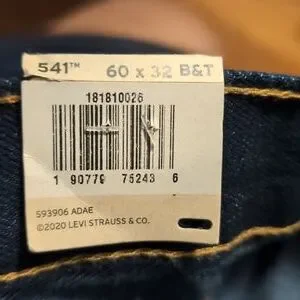 541™ 60 x 32 B&T
181810026
1 90779 75243 6
593906 ADAE
©2020 LEVI STRAUSS & CO.